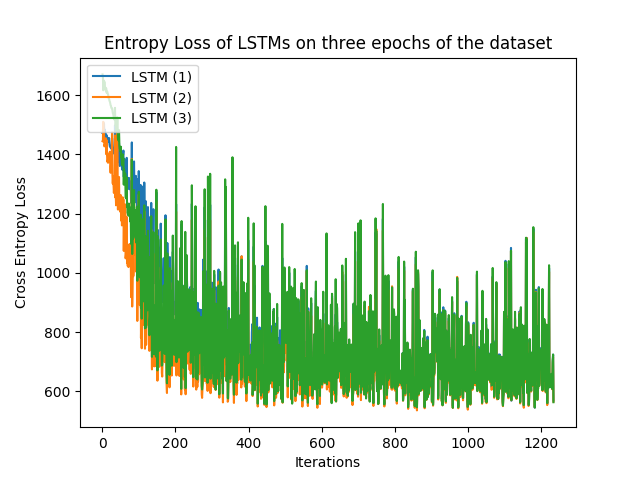 Entropy Loss of LSTMs on three epochs of the dataset
LSTM (1)
LSTM (2)
LSTM (3)
1600
1400
1200
1000
800
600
Cross Entropy Loss
0 200 400 600 800 1000 1200
Iterations